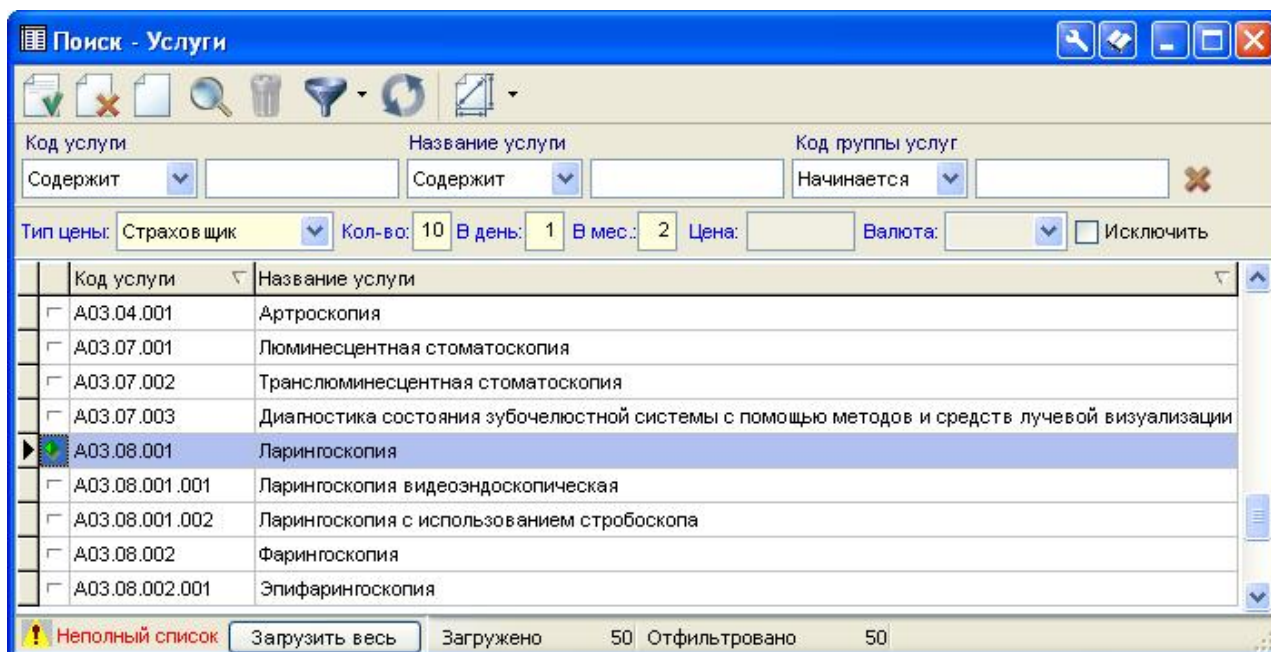 Поиск - Услуги
Код услуги Название услуги Код группы услуг
Содержит Содержит Начинается
Тип цены: Страховщик Кол-во: 10 В день: 1 В мес.: 2 Цена: Валюта: Исключить
Код услуги Название услуги
A03.04.001 Артроскопия
A03.07.001 Люминесцентная стоматоскопия
A03.07.002 Транслюминесцентная стоматоскопия
A03.07.003 Диагностика состояния зубочелюстной системы с помощью методов и средств лучевой визуализации
A03.08.001 Ларингоскопия
A03.08.001.001 Ларингоскопия видеоэндоскопическая
A03.08.001.002 Ларингоскопия с использованием стробоскопа
A03.08.002 Фарингоскопия
A03.08.002.001 Эпифарингоскопия
Неполный список Загрузить весь Загружено 50 Отфильтровано 50